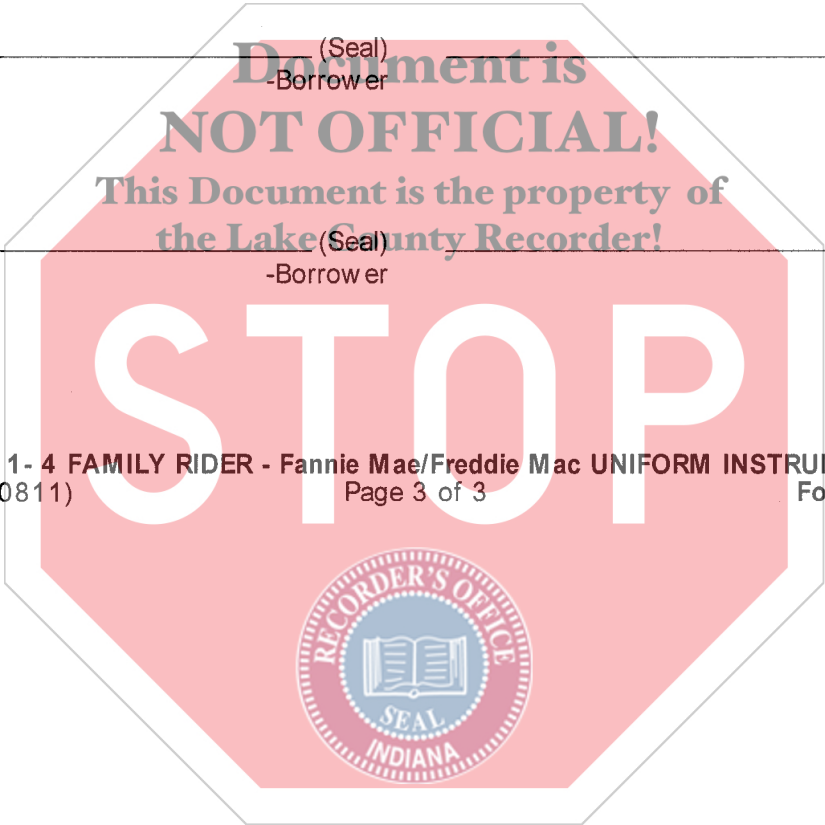 (Seal)
Document is
-Borrower
NOT OFFICIAL!
This Document is the property of
the Lake County Recorder!
(Seal)
-Borrower
STOP
1- 4 FAMILY RIDER - Fannie Mae/Freddie Mac UNIFORM INSTRU
0811)
Page 3 of 3
Fo
RECORDER'S OFFICE
SEAL
INDIANA